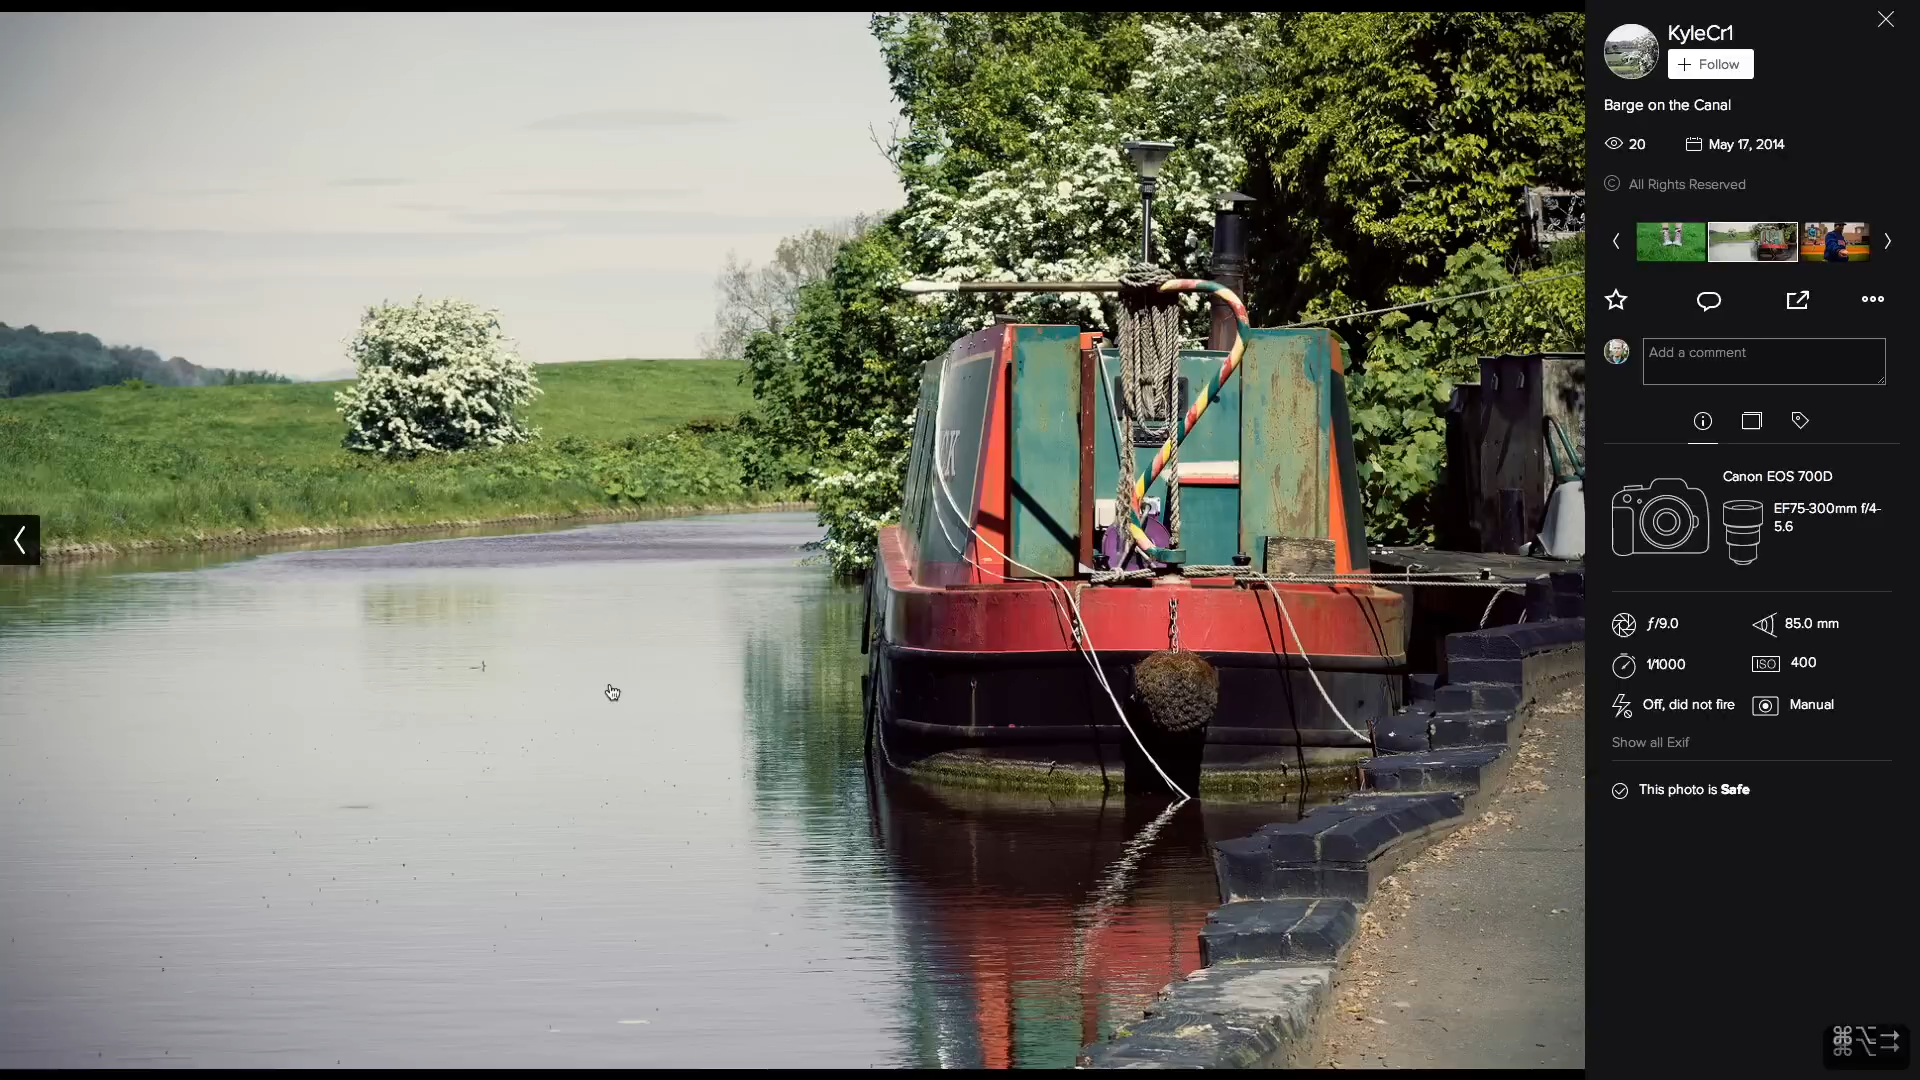 KyleCr1
+ Follow
Barge on the Canal
20
May 17, 2014
© All Rights Reserved
Add a comment
Canon EOS 700D
EF75-300mm f/4-
5.6
ƒ/9.0
85.0 mm
1/1000
ISO 400
Off, did not fire
Manual
Show all Exif
This photo is Safe
⌘⌥⇥